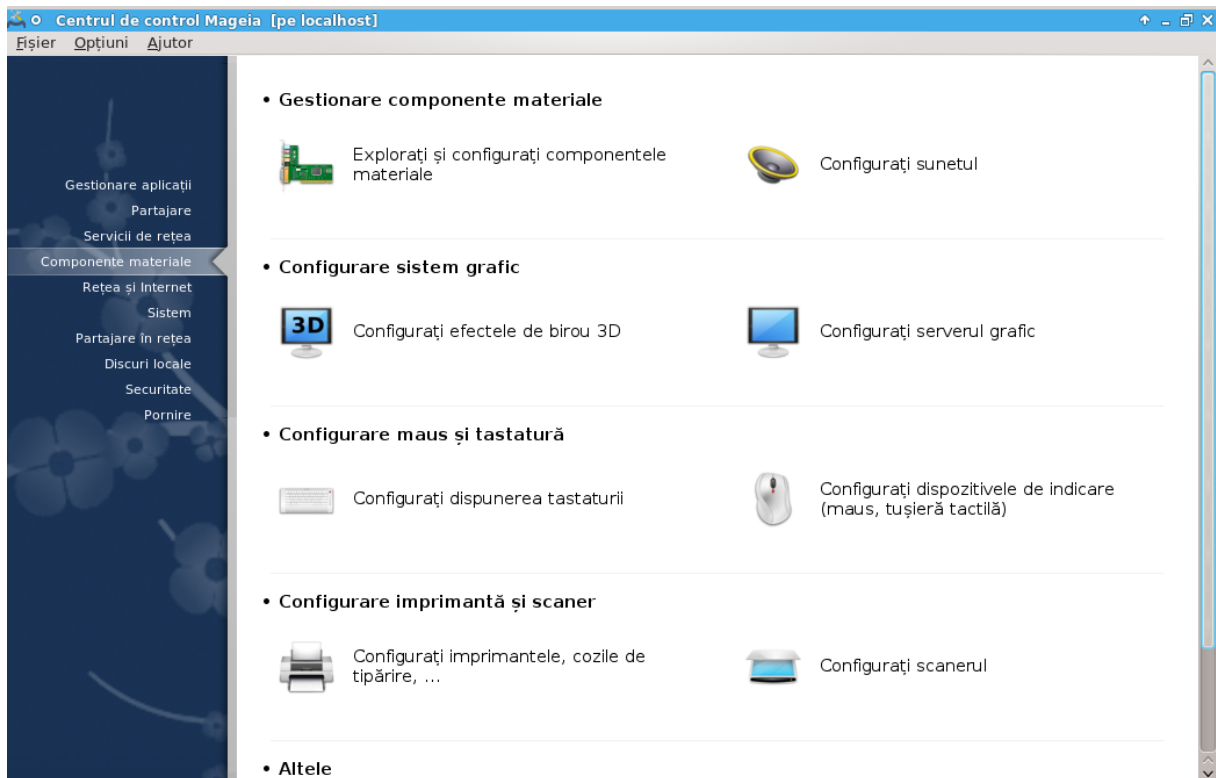 Centrul de control Mageia [pe localhost]
Fișier Opțiuni Ajutor
Gestionare aplicații
Partajare
Servicii de rețea
Componente materiale
Rețea și Internet
Sistem
Partajare în rețea
Discuri locale
Securitate
Pornire
• Gestionare componente materiale
Explorați și configurați componentele
materiale
Configurați sunetul
• Configurare sistem grafic
3D
Configurați efectele de birou 3D
Configurați serverul grafic
• Configurare maus și tastatură
Configurați dispunerea tastaturii
Configurați dispozitivele de indicare
(maus, tușieră tactilă)
• Configurare imprimantă și scaner
Configurați imprimantele, cozile de
tipărire, ...
Configurați scanerul
• Altele